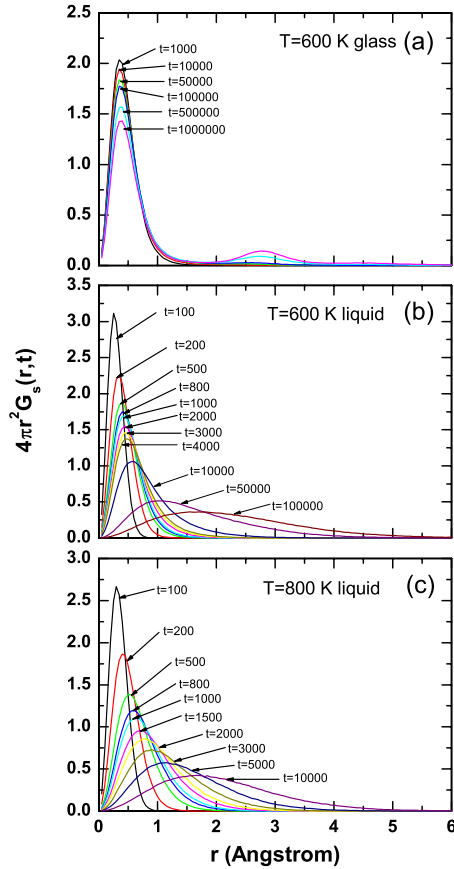 T=600 K glass (a)
t=1000
t=10000
t=50000
t=100000
t=500000
t=1000000
2.5
2.0
1.5
1.0
0.5
0.0
T=600 K liquid (b)
t=100
t=200
t=500
t=800
t=1000
t=2000
t=3000
t=4000
t=10000
t=50000
t=100000
3.5
3.0
2.5
2.0
1.5
1.0
0.5
0.0
4πr²Gₛ(r,t)
T=800 K liquid (c)
t=100
t=200
t=500
t=800
t=1000
t=1500
t=2000
t=3000
t=5000
t=10000
3.0
2.5
2.0
1.5
1.0
0.5
0.0
0 1 2 3 4 5 6
r (Angstrom)